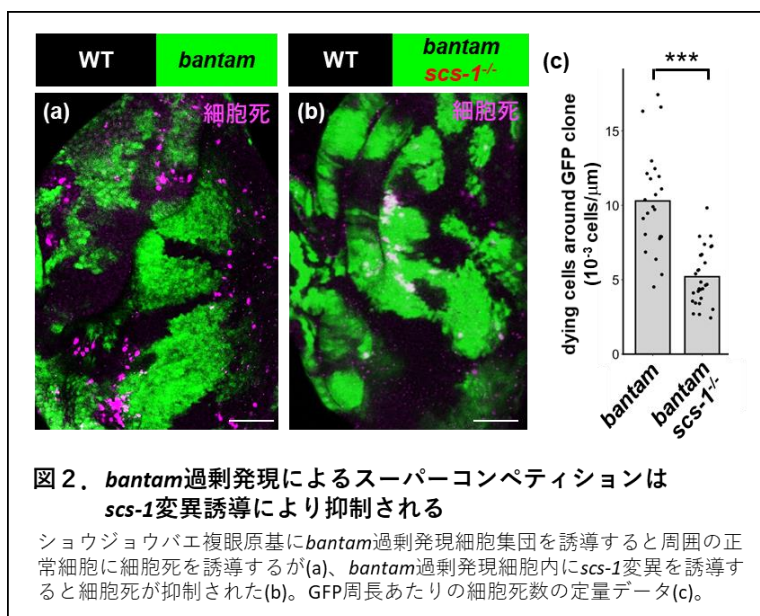 WT
bantam
WT
bantam
scs-1-/-
(a)
細胞死
(b)
細胞死
(c)
***
dying cells around GFP clone
(10-3 cells/μm)
15
10
5
0
bantam
bantam
scs-1-/-
図２．bantam過剰発現によるスーパーコンペティションは
scs-1変異誘導により抑制される
ショウジョウバエ複眼原基にbantam過剰発現細胞集団を誘導すると周囲の正
常細胞に細胞死を誘導するが(a)、bantam過剰発現細胞内にscs-1変異を誘導す
ると細胞死が抑制された(b)。GFP周長あたりの細胞死数の定量データ(c)。